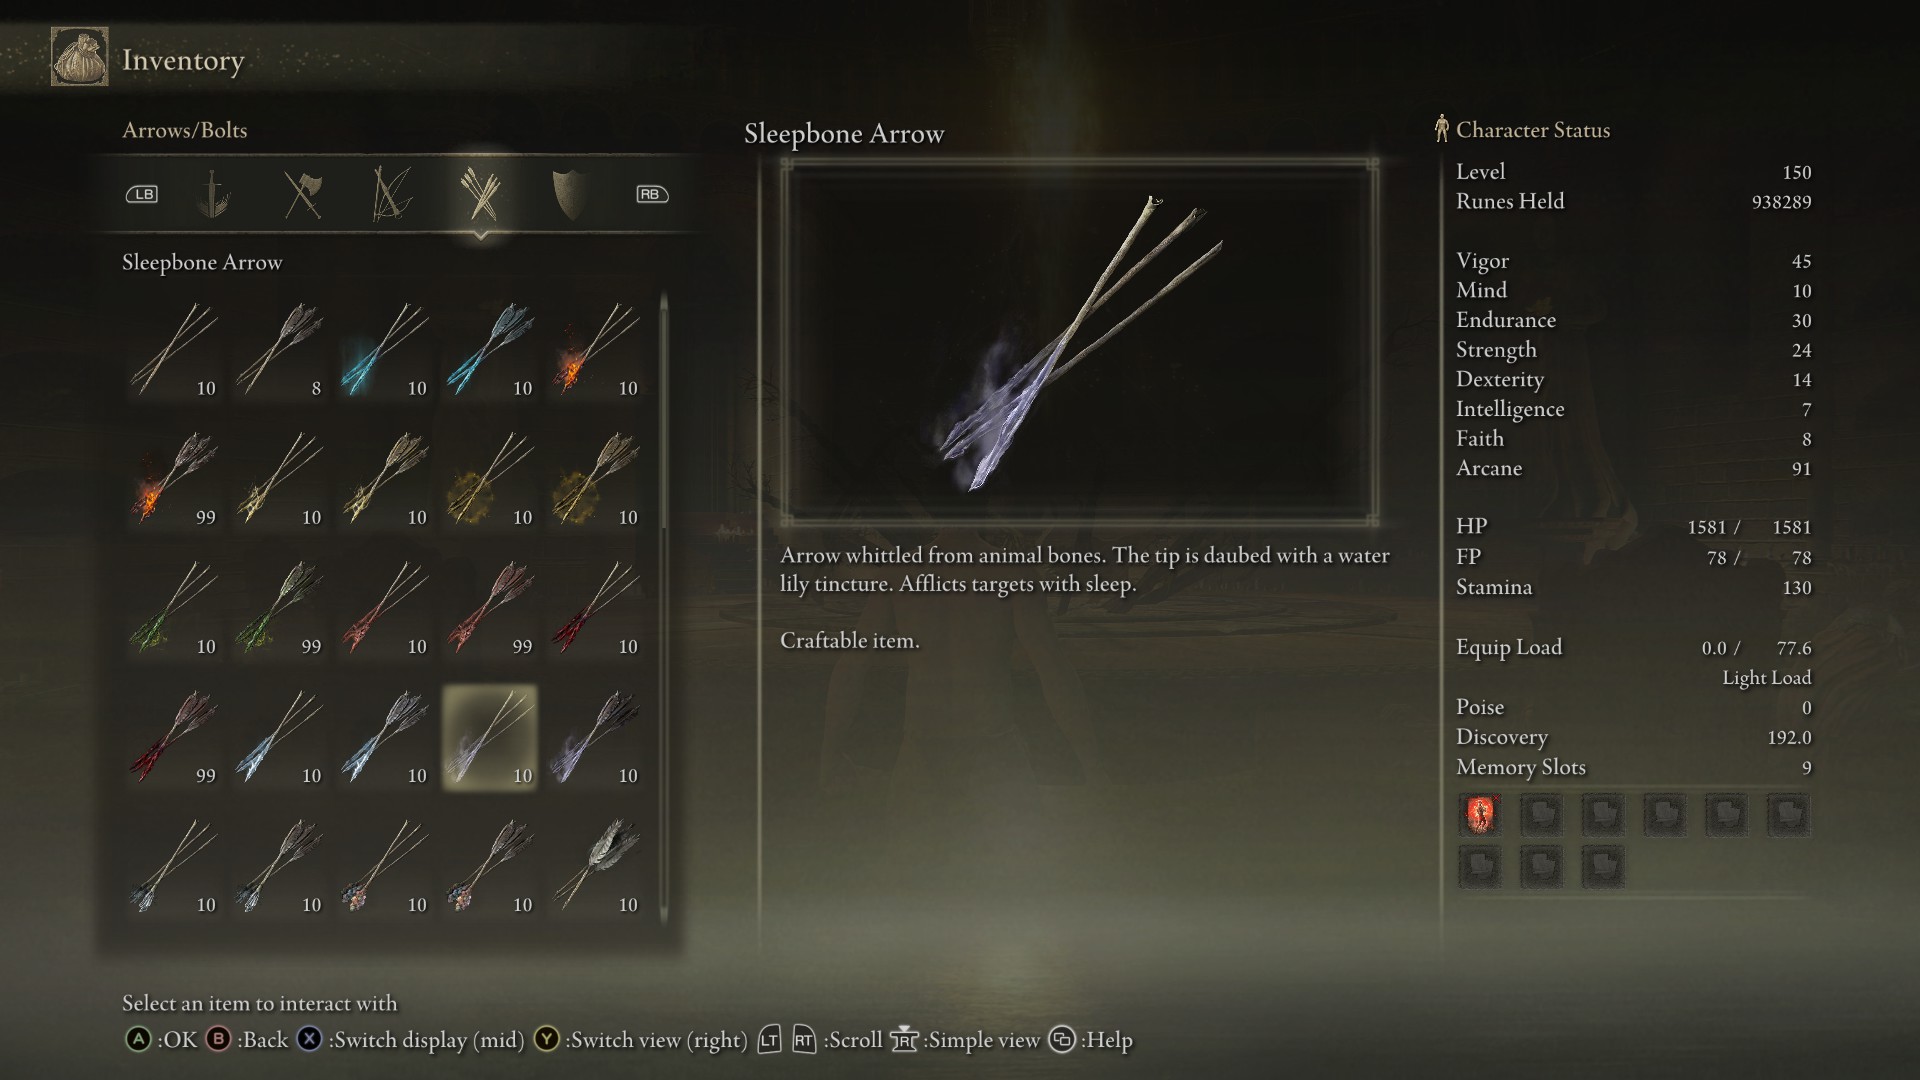 Inventory
Arrows/Bolts
LB
RB
Sleepbone Arrow
10 8 10 10 10
99 10 10 10 10
10 99 10 99 10
99 10 10 10 10
10 10 10 10 10
Sleepbone Arrow
Arrow whittled from animal bones. The tip is daubed with a water
lily tincture. Afflicts targets with sleep.
Craftable item.
Character Status
Level 150
Runes Held 938289
Vigor 45
Mind 10
Endurance 30
Strength 24
Dexterity 14
Intelligence 7
Faith 8
Arcane 91
HP 1581 / 1581
FP 78 / 78
Stamina 130
Equip Load 0.0 / 77.6
Light Load
Poise 0
Discovery 192.0
Memory Slots 9
Select an item to interact with
A :OK B :Back X :Switch display (mid) Y :Switch view (right) LT RT :Scroll R :Simple view :Help